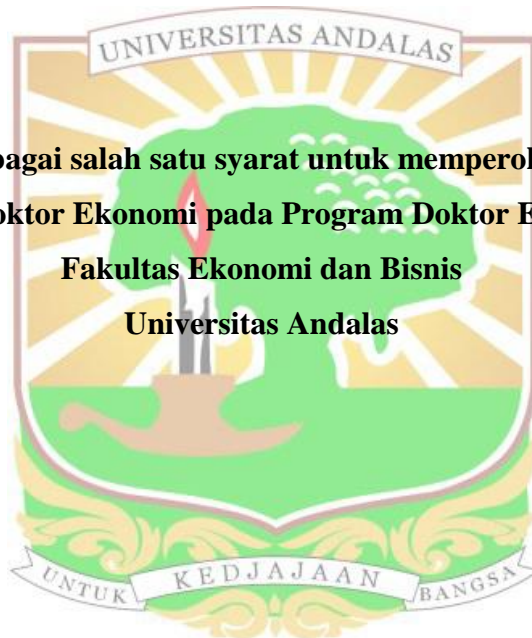 UNIVERSITAS ANDALAS
bagai salah satu syarat untuk memperol
oktor Ekonomi pada Program Doktor E
Fakultas Ekonomi dan Bisnis
Universitas Andalas
UNTUK KEDJAJAAN BANGSA